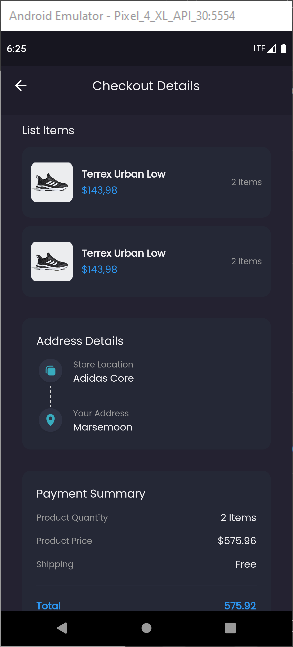 Android Emulator - Pixel_4_XL_API_30:5554
6:25
LTE
Checkout Details
List Items
Terrex Urban Low
$143,98
2 Items
Terrex Urban Low
$143,98
2 Items
Address Details
Store Location
Adidas Core
Your Address
Marsemoon
Payment Summary
Product Quantity 2 Items
Product Price $575.96
Shipping Free
Total 575.92